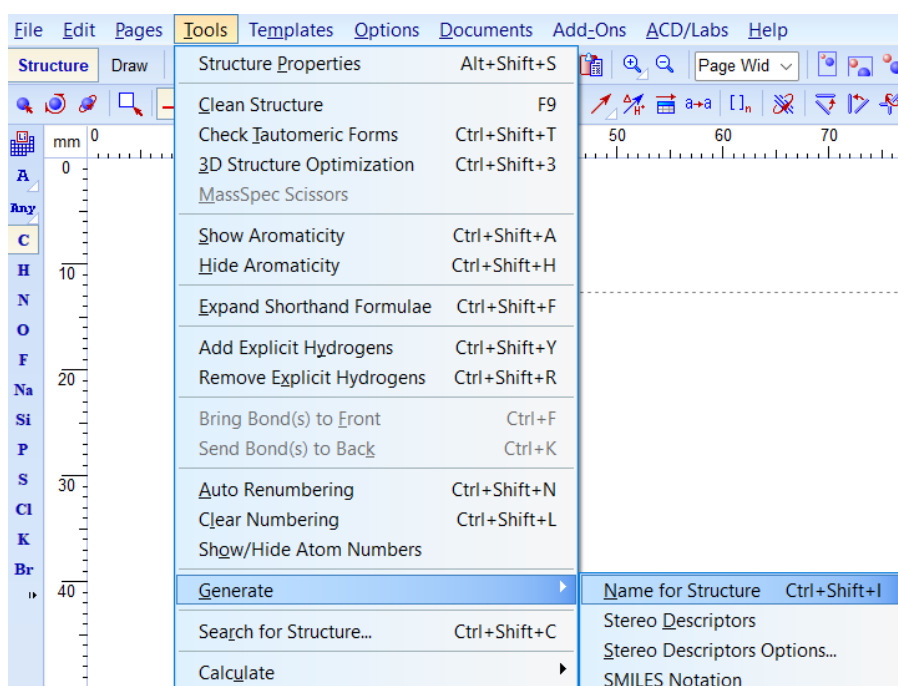 File Edit Pages Tools Templates Options Documents Add-Ons ACD/Labs Help
Structure Draw
Page Wid
mm 0 50 60 70
0
10
20
30
40
A
Any
C
H
N
O
F
Na
Si
P
S
Cl
K
Br
Structure Properties Alt+Shift+S
Clean Structure F9
Check Tautomeric Forms Ctrl+Shift+T
3D Structure Optimization Ctrl+Shift+3
MassSpec Scissors
Show Aromaticity Ctrl+Shift+A
Hide Aromaticity Ctrl+Shift+H
Expand Shorthand Formulae Ctrl+Shift+F
Add Explicit Hydrogens Ctrl+Shift+Y
Remove Explicit Hydrogens Ctrl+Shift+R
Bring Bond(s) to Front Ctrl+F
Send Bond(s) to Back Ctrl+K
Auto Renumbering Ctrl+Shift+N
Clear Numbering Ctrl+Shift+L
Show/Hide Atom Numbers
Generate
Search for Structure... Ctrl+Shift+C
Calculate
Name for Structure Ctrl+Shift+I
Stereo Descriptors
Stereo Descriptors Options...
SMILES Notation